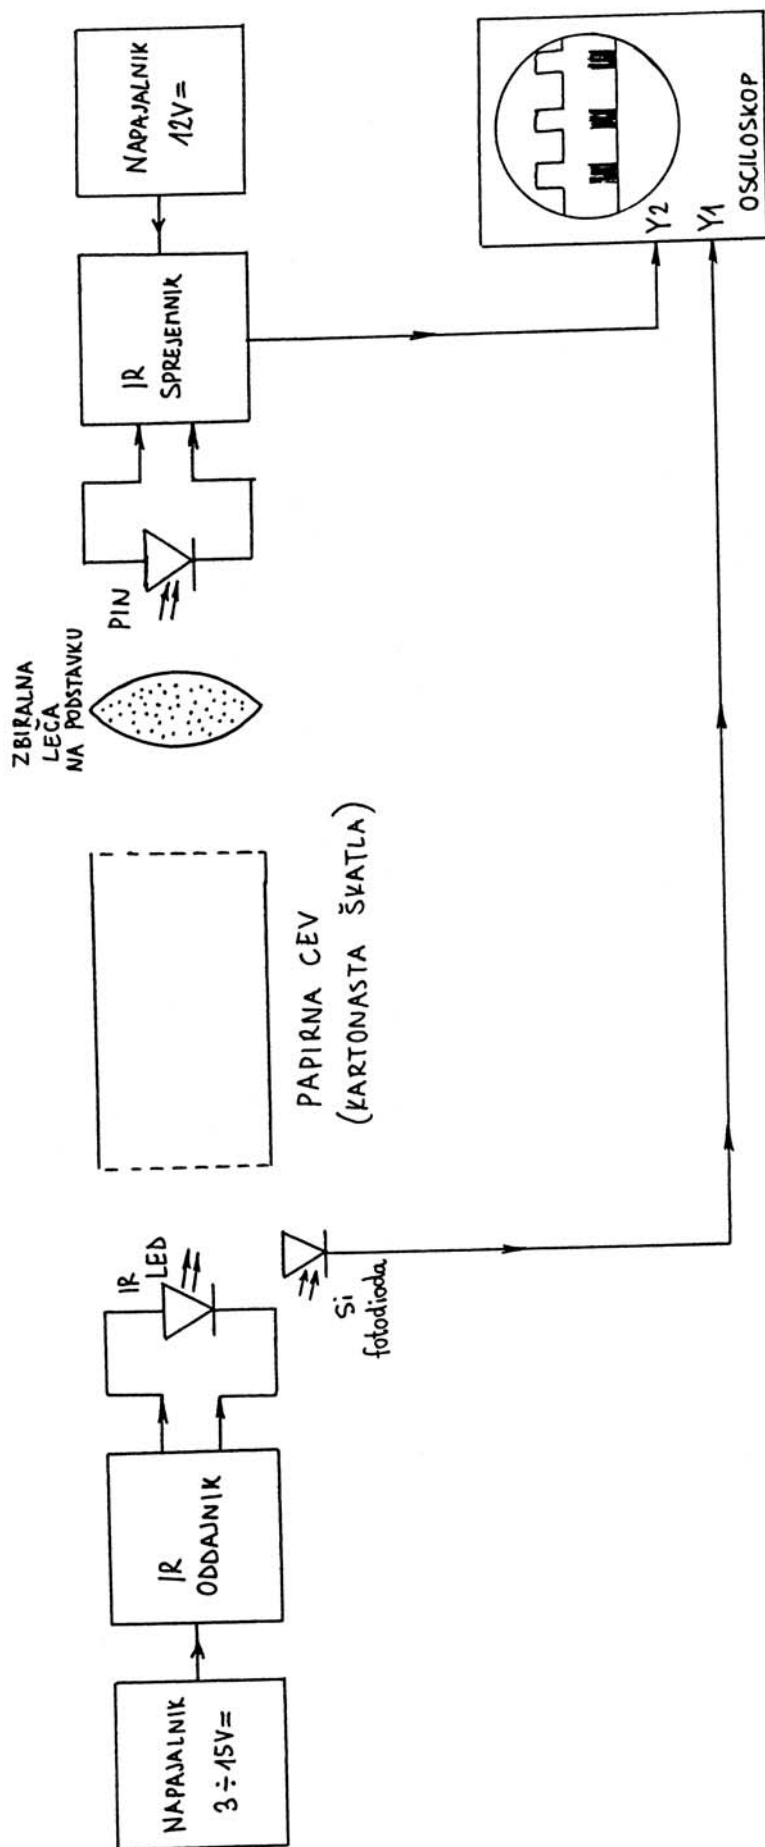 NAPAJALNIK
3÷15V=
IR
ODDAJNIK
IR
LED
Si
fotodioda
PAPIRNA CEV
(KARTONASTA ŠKATLA)
ZBIRALNA
LEČA
NA PODSTAVKU
PIN
IR
SPREJEMNIK
NAPAJALNIK
12V=
Y2
Y1
OSCILOSKOP